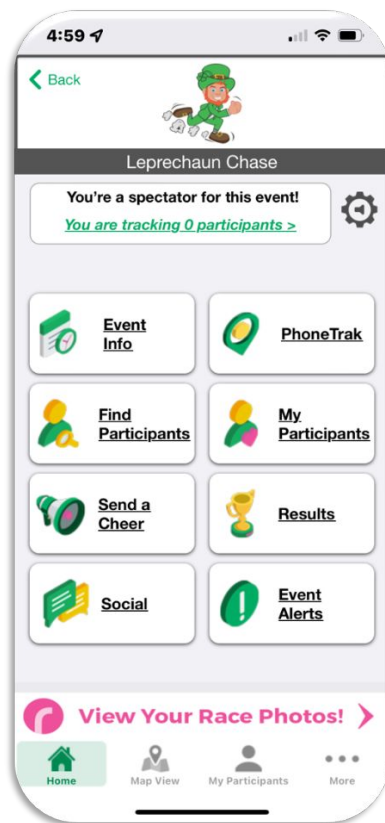 4:59
Back
Leprechaun Chase
You're a spectator for this event!
You are tracking 0 participants >
Event
Info
PhoneTrak
Find
Participants
My
Participants
Send a
Cheer
Results
Social
Event
Alerts
View Your Race Photos!
Home
Map View
My Participants
More